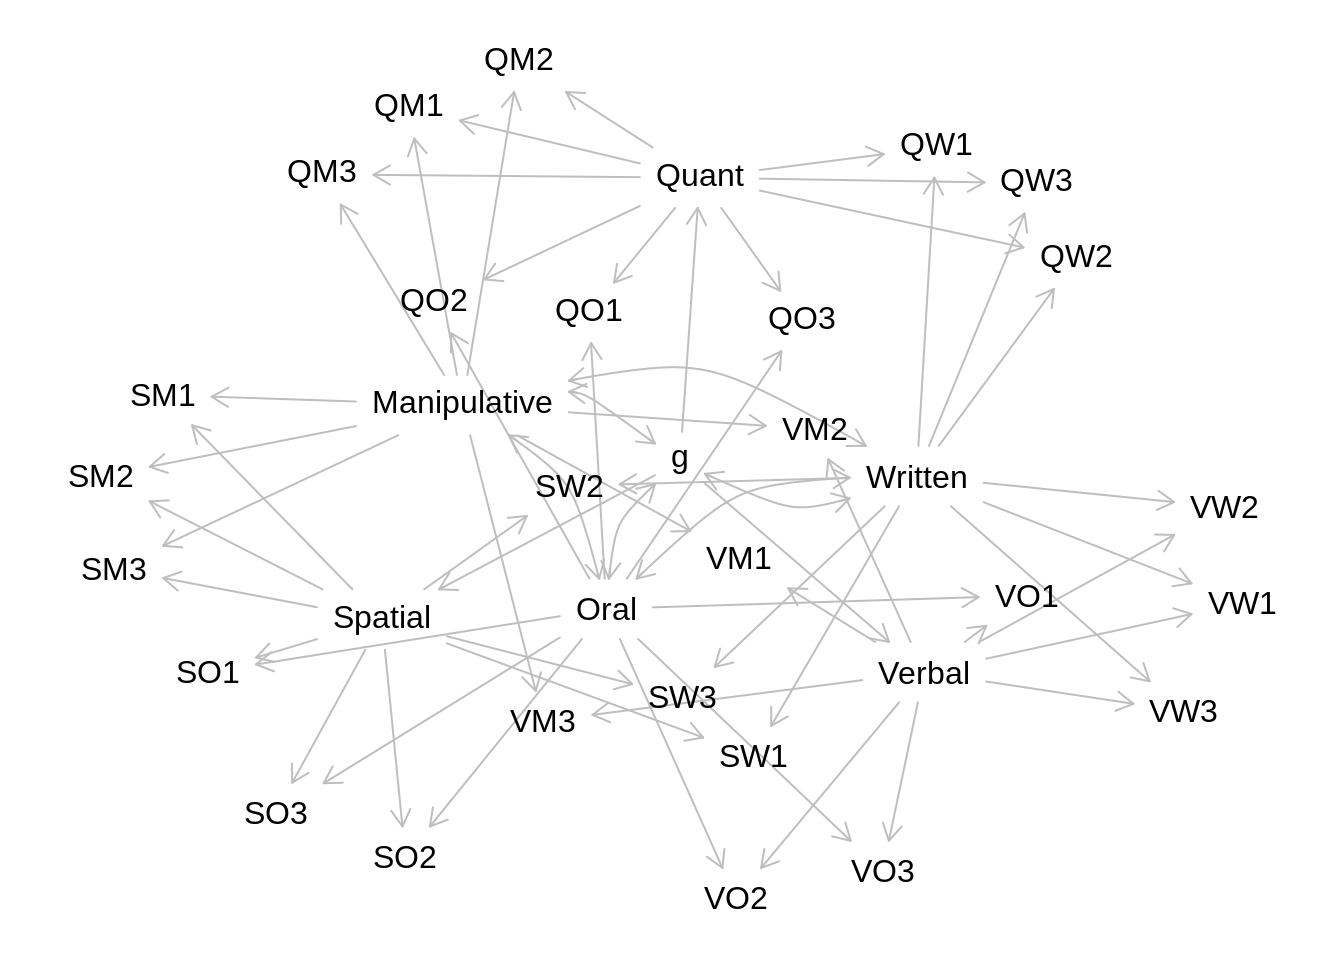 QM2
QM1
QW1
QM3
Quant
QW3
QW2
QO2
QO1
QO3
SM1
Manipulative
VM2
g
SM2
SW2
Written
VW2
VM1
SM3
VO1
VW1
Spatial
Oral
SO1
Verbal
SW3
VM3
VW3
SW1
SO3
SO2
VO3
VO2